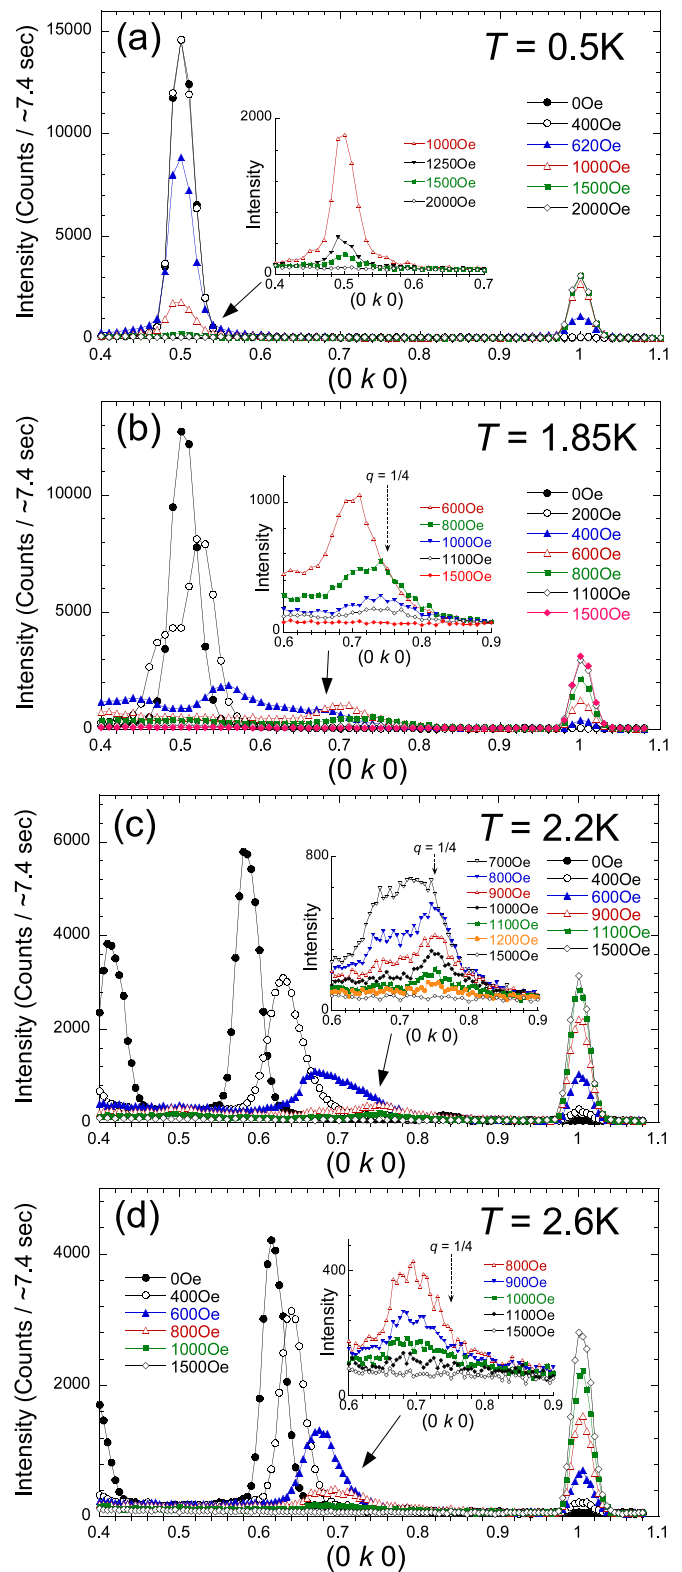 (a)
T = 0.5K
Intensity (Counts / ~7.4 sec)
15000
10000
5000
0
0.4 0.5 0.6 0.7 0.8 0.9 1 1.1
(0 k 0)
0Oe
400Oe
620Oe
1000Oe
1500Oe
2000Oe
2000
Intensity
0
0.4 0.5 0.6 0.7
(0 k 0)
1000Oe
1250Oe
1500Oe
2000Oe
(b)
T = 1.85K
Intensity (Counts / ~7.4 sec)
10000
5000
0
0.4 0.5 0.6 0.7 0.8 0.9 1 1.1
(0 k 0)
0Oe
200Oe
400Oe
600Oe
800Oe
1100Oe
1500Oe
q = 1/4
1000
Intensity
0
0.6 0.7 0.8 0.9
(0 k 0)
600Oe
800Oe
1000Oe
1100Oe
1500Oe
(c)
T = 2.2K
Intensity (Counts / ~7.4 sec)
6000
4000
2000
0
0.4 0.5 0.6 0.7 0.8 0.9 1 1.1
(0 k 0)
0Oe
400Oe
600Oe
900Oe
1100Oe
1500Oe
q = 1/4
800
Intensity
0
0.6 0.7 0.8 0.9
(0 k 0)
700Oe
800Oe
900Oe
1000Oe
1100Oe
1200Oe
1500Oe
(d)
T = 2.6K
Intensity (Counts / ~7.4 sec)
4000
2000
0
0.4 0.5 0.6 0.7 0.8 0.9 1 1.1
(0 k 0)
0Oe
400Oe
600Oe
800Oe
1000Oe
1500Oe
q = 1/4
400
Intensity
0
0.6 0.7 0.8 0.9
(0 k 0)
800Oe
900Oe
1000Oe
1100Oe
1500Oe